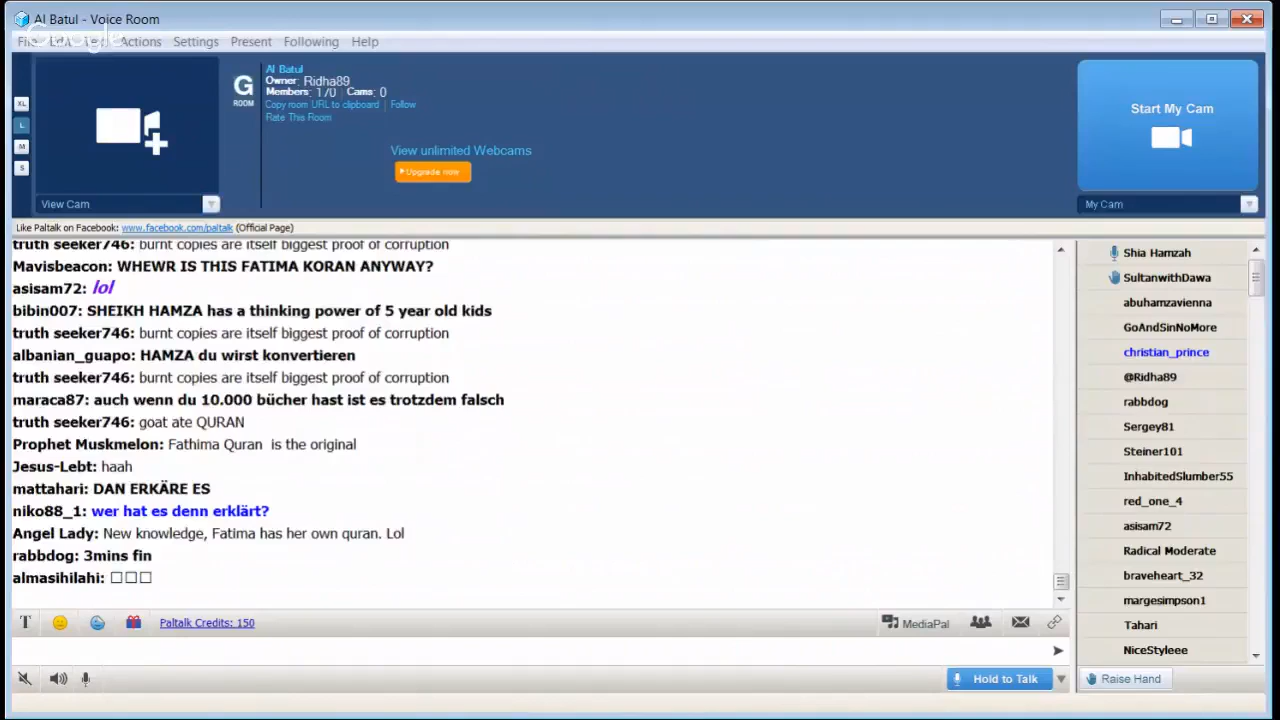 Al Batul - Voice Room
Actions Settings Present Following Help
Google
XL
L
M
S
View Cam
G
ROOM
Al Batul
Owner: Ridha89
Members: 170 | Cams: 0
Copy room URL to clipboard | Follow
Rate This Room
View unlimited Webcams
Upgrade now
Start My Cam
My Cam
Like Paltalk on Facebook: www.facebook.com/paltalk (Official Page)
truth seeker746: burnt copies are itself biggest proof of corruption
Mavisbeacon: WHEWR IS THIS FATIMA KORAN ANYWAY?
asisam72: lol
bibin007: SHEIKH HAMZA has a thinking power of 5 year old kids
truth seeker746: burnt copies are itself biggest proof of corruption
albanian_guapo: HAMZA du wirst konvertieren
truth seeker746: burnt copies are itself biggest proof of corruption
maraca87: auch wenn du 10.000 bücher hast ist es trotzdem falsch
truth seeker746: goat ate QURAN
Prophet Muskmelon: Fathima Quran is the original
Jesus-Lebt: haah
mattahari: DAN ERKÄRE ES
niko88_1: wer hat es denn erklärt?
Angel Lady: New knowledge, Fatima has her own quran. Lol
rabbdog: 3mins fin
almasihilahi: □□□
Shia Hamzah
SultanwithDawa
abuhamzavienna
GoAndSinNoMore
christian_prince
@Ridha89
rabbdog
Sergey81
Steiner101
InhabitedSlumber55
red_one_4
asisam72
Radical Moderate
braveheart_32
margesimpson1
Tahari
NiceStyleee
T
Paltalk Credits: 150
MediaPal
Hold to Talk
Raise Hand